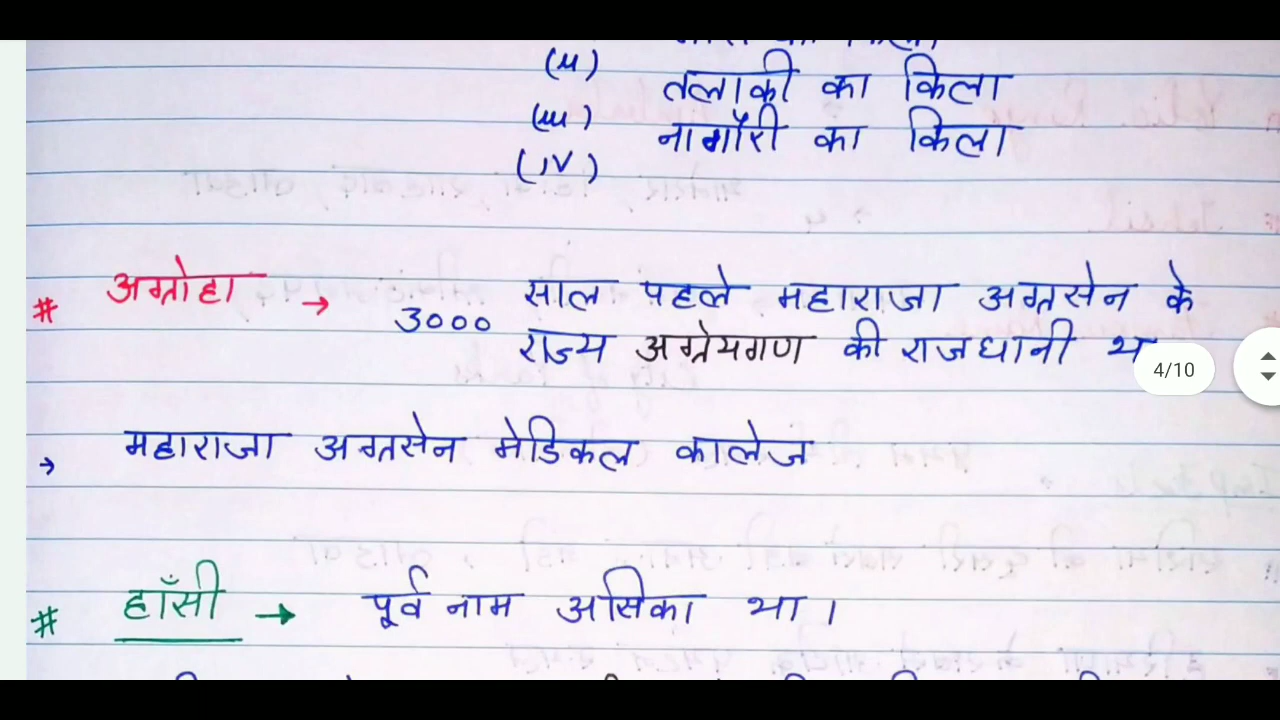 (ii)
तलाकी का किला
(iii)
नागौरी का किला
(iv)
# अग्रोहा → 3000 साल पहले महाराजा अग्रसेन के
राज्य अग्रेयगण की राजधानी थ
4/10
→ महाराजा अग्रसेन मेडिकल कालेज
# हाँसी → पूर्व नाम असिका था।